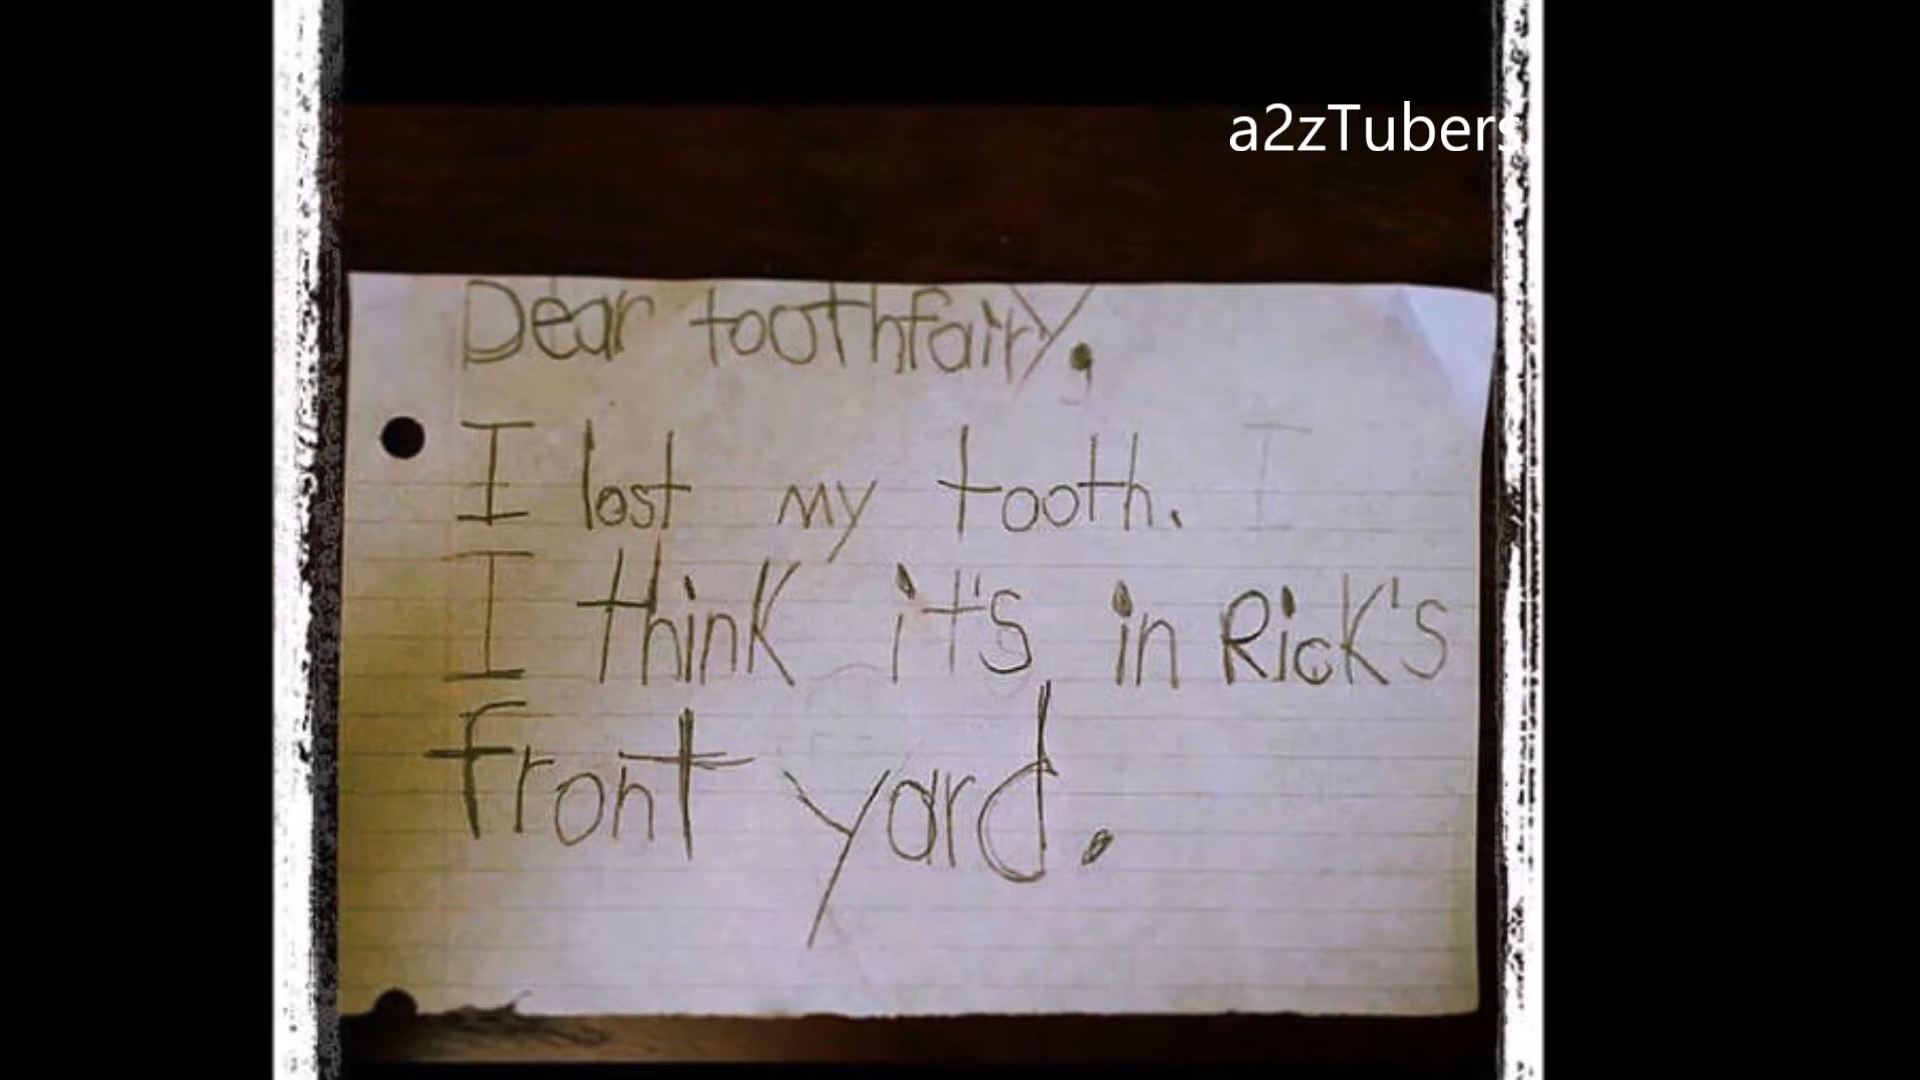 a2zTubers
Dear toothfairy,
I lost my tooth. I
I think it's in Rick's
front yard.